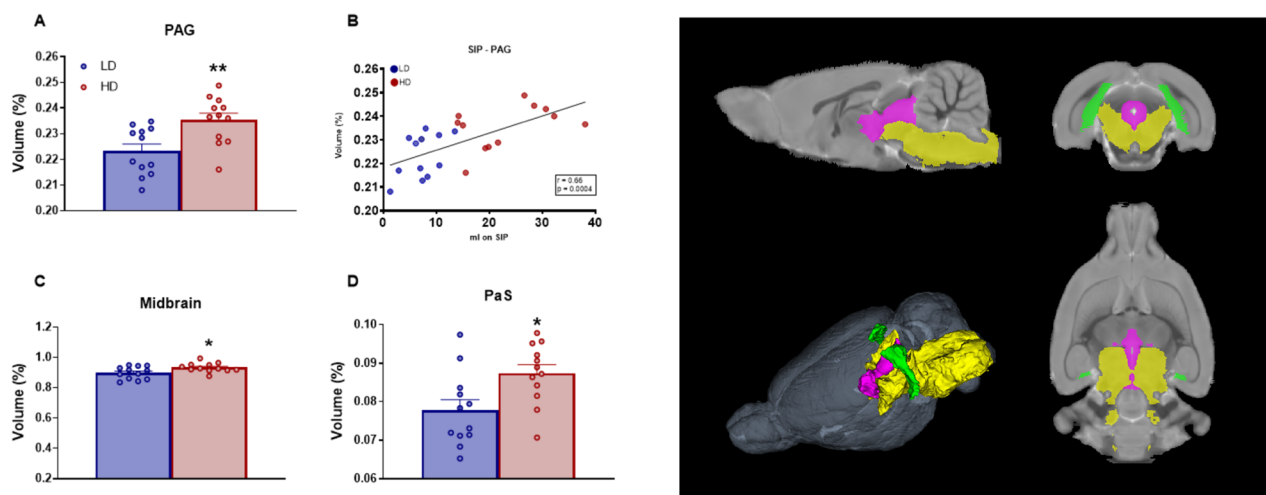 A
PAG
Volume (%)
0.26
0.25
0.24
0.23
0.22
0.21
0.20
LD
HD
**
B
SIP - PAG
LD
HD
Volume (%)
0.26
0.25
0.24
0.23
0.22
0.21
0.20
0 10 20 30 40
ml on SIP
r = 0.66
p = 0.0004
C
Midbrain
Volume (%)
1.2
1.0
0.8
0.6
0.4
0.2
*
D
PaS
Volume (%)
0.10
0.09
0.08
0.07
0.06
*